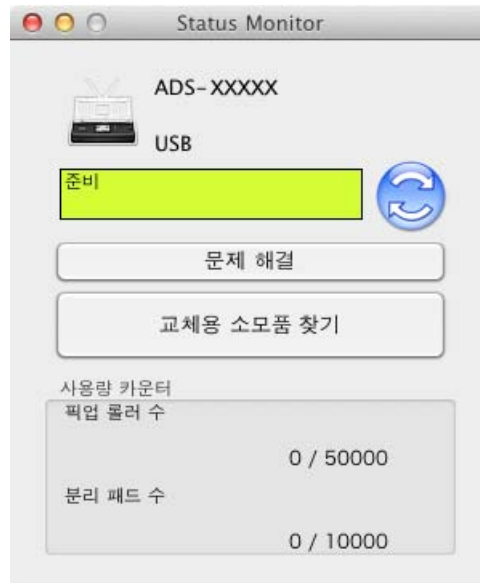 Status Monitor
ADS-XXXXX
USB
준비
문제 해결
교체용 소모품 찾기
사용량 카운터
픽업 롤러 수
0 / 50000
분리 패드 수
0 / 10000